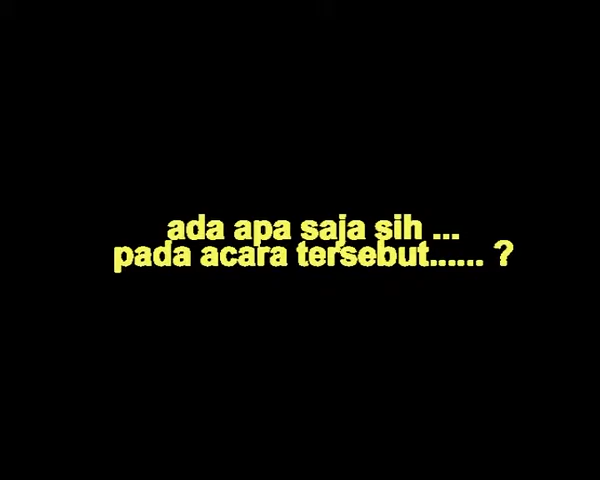 ada apa saja sih ...
pada acara tersebut...... ?